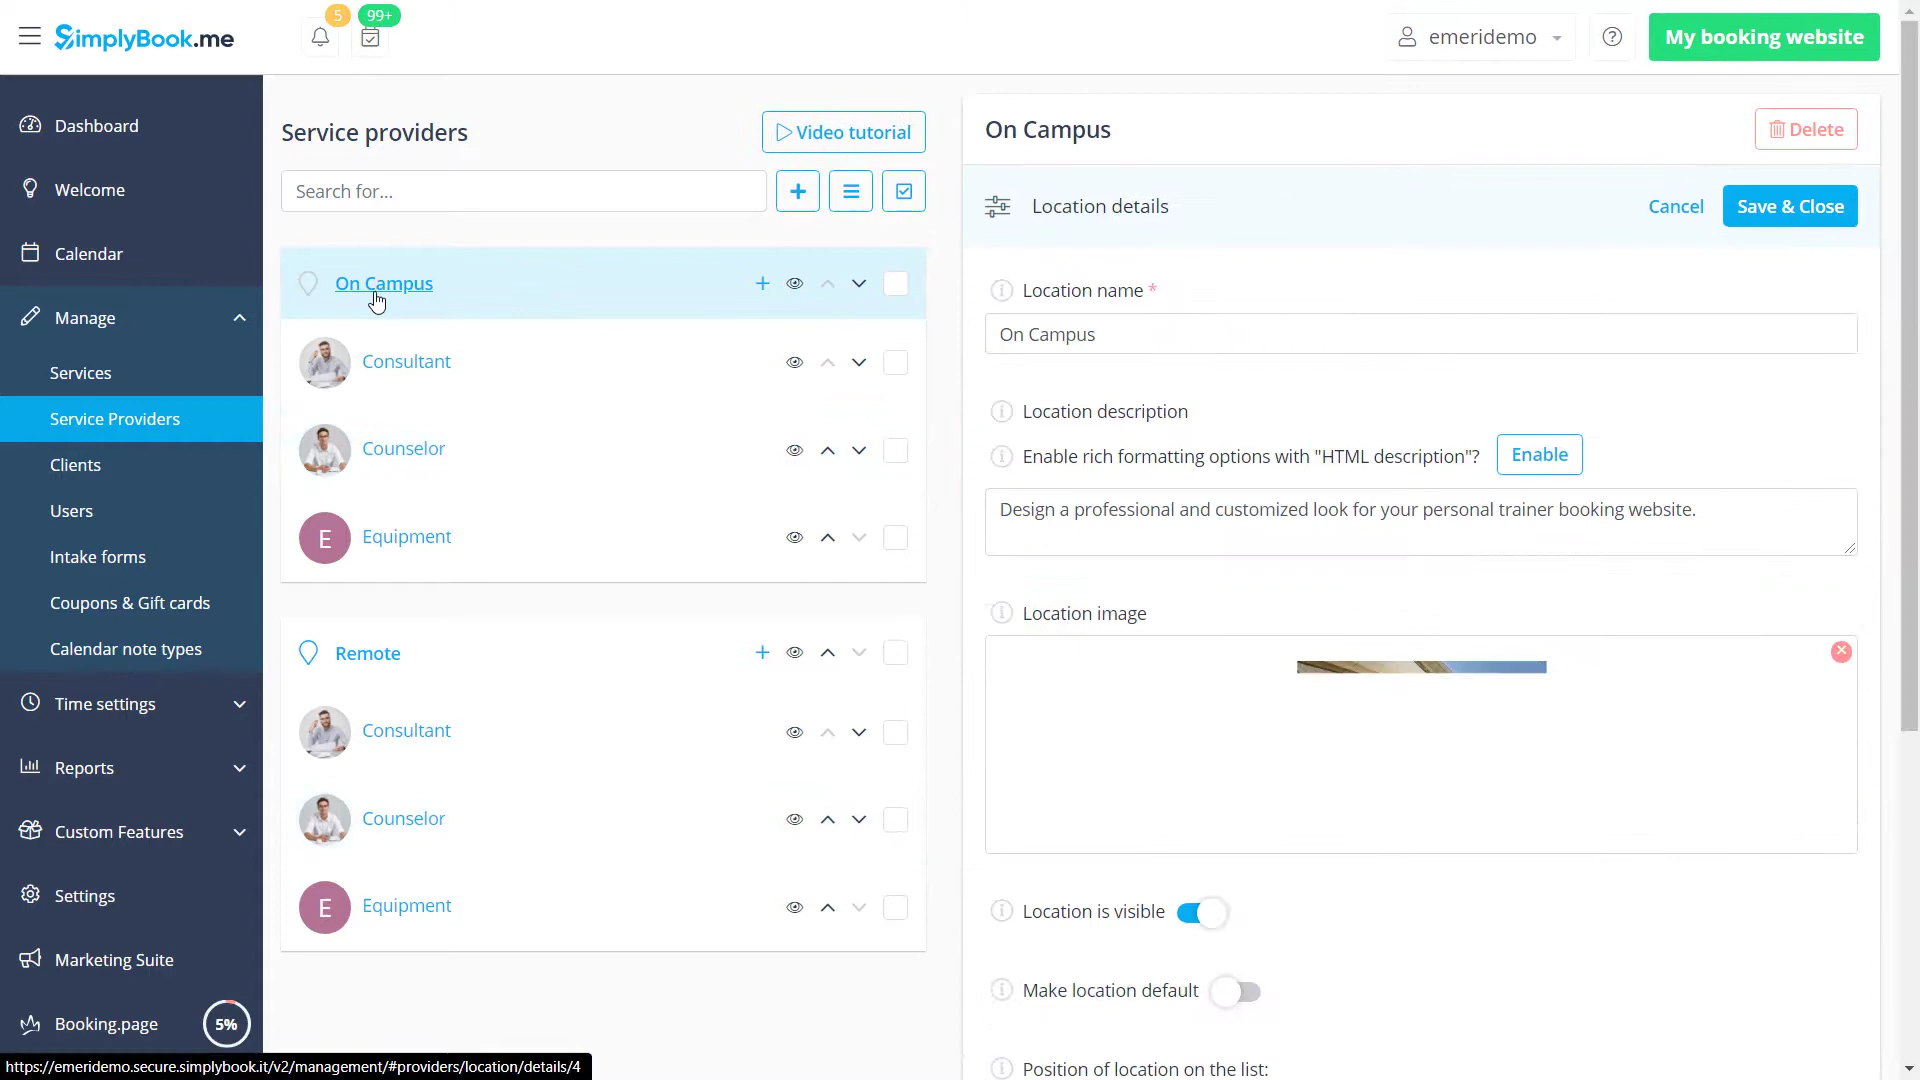 SimplyBook.me
5
99+
emeridemo
My booking website
Dashboard
Welcome
Calendar
Manage
Services
Service Providers
Clients
Users
Intake forms
Coupons & Gift cards
Calendar note types
Time settings
Reports
Custom Features
Settings
Marketing Suite
Booking.page
5%
https://emeridemo.secure.simplybook.it/v2/management/#providers/location/details/4
Service providers
Video tutorial
Search for...
On Campus
Consultant
Counselor
E
Equipment
Remote
Consultant
Counselor
E
Equipment
On Campus
Delete
Location details
Cancel
Save & Close
Location name *
On Campus
Location description
Enable rich formatting options with "HTML description"?
Enable
Design a professional and customized look for your personal trainer booking website.
Location image
Location is visible
Make location default
Position of location on the list: